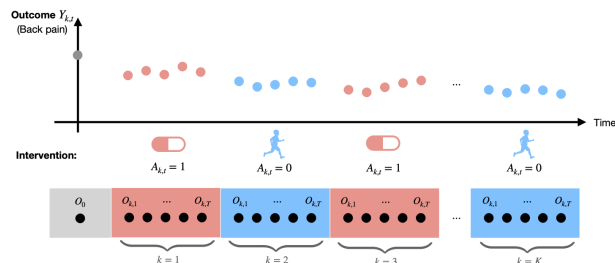 Outcome Y_{k,t}
(Back pain)
...
Time
Intervention:
A_{k,t} = 1
A_{k,t} = 0
A_{k,t} = 1
A_{k,t} = 0
O_0
O_{k,1} ... O_{k,T}
O_{k,1} ... O_{k,T}
O_{k,1} ... O_{k,T}
...
O_{k,1} ... O_{k,T}
k = 1
k = 2
k = 3
k = K